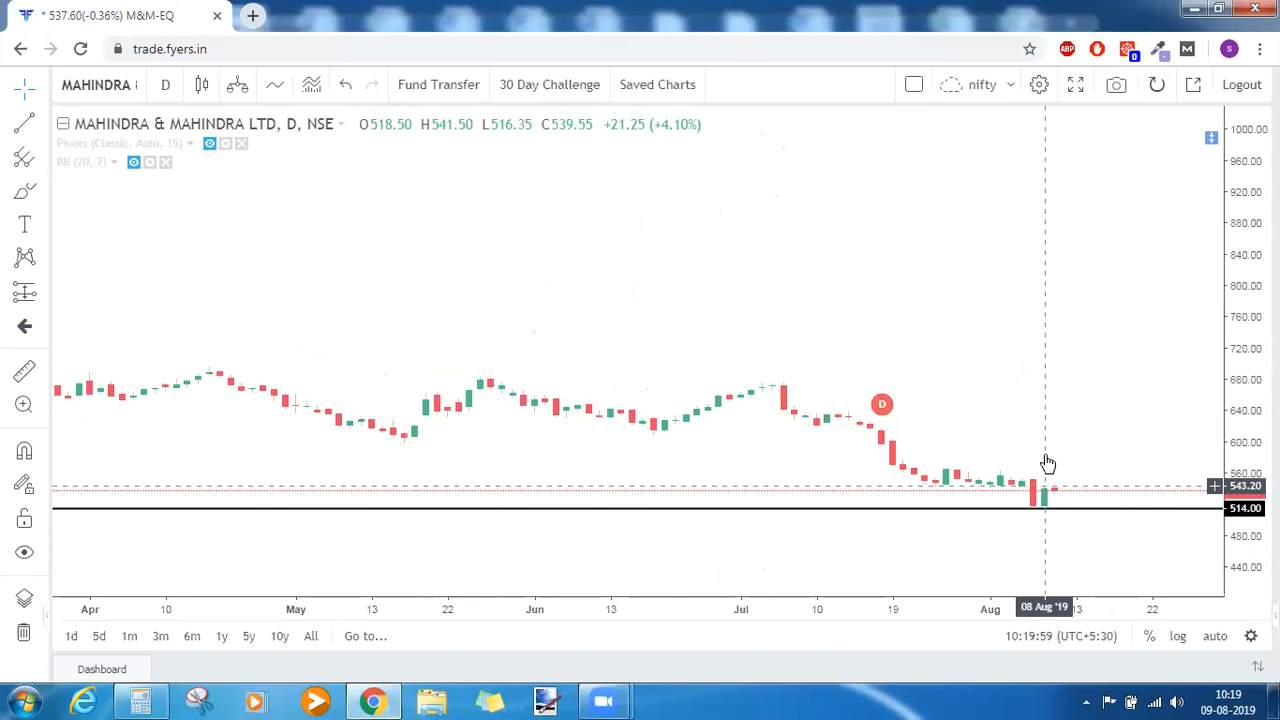 * 537.60(-0.36%) M&M-EQ
trade.fyers.in
ABP
0
M
S
MAHINDRA &
D
Fund Transfer
30 Day Challenge
Saved Charts
nifty
Logout
MAHINDRA & MAHINDRA LTD, D, NSE
O518.50 H541.50 L516.35 C539.55 +21.25 (+4.10%)
Pivots (Classic, Auto, 15)
BB (20, 2)
1000.00
960.00
920.00
880.00
840.00
800.00
760.00
720.00
680.00
640.00
600.00
560.00
543.20
514.00
480.00
440.00
D
Apr 10 May 13 22 Jun 13 Jul 10 19 Aug 08 Aug '19 13 22
1d 5d 1m 3m 6m 1y 5y 10y All Go to...
10:19:59 (UTC+5:30) % log auto
Dashboard
10:19
09-08-2019